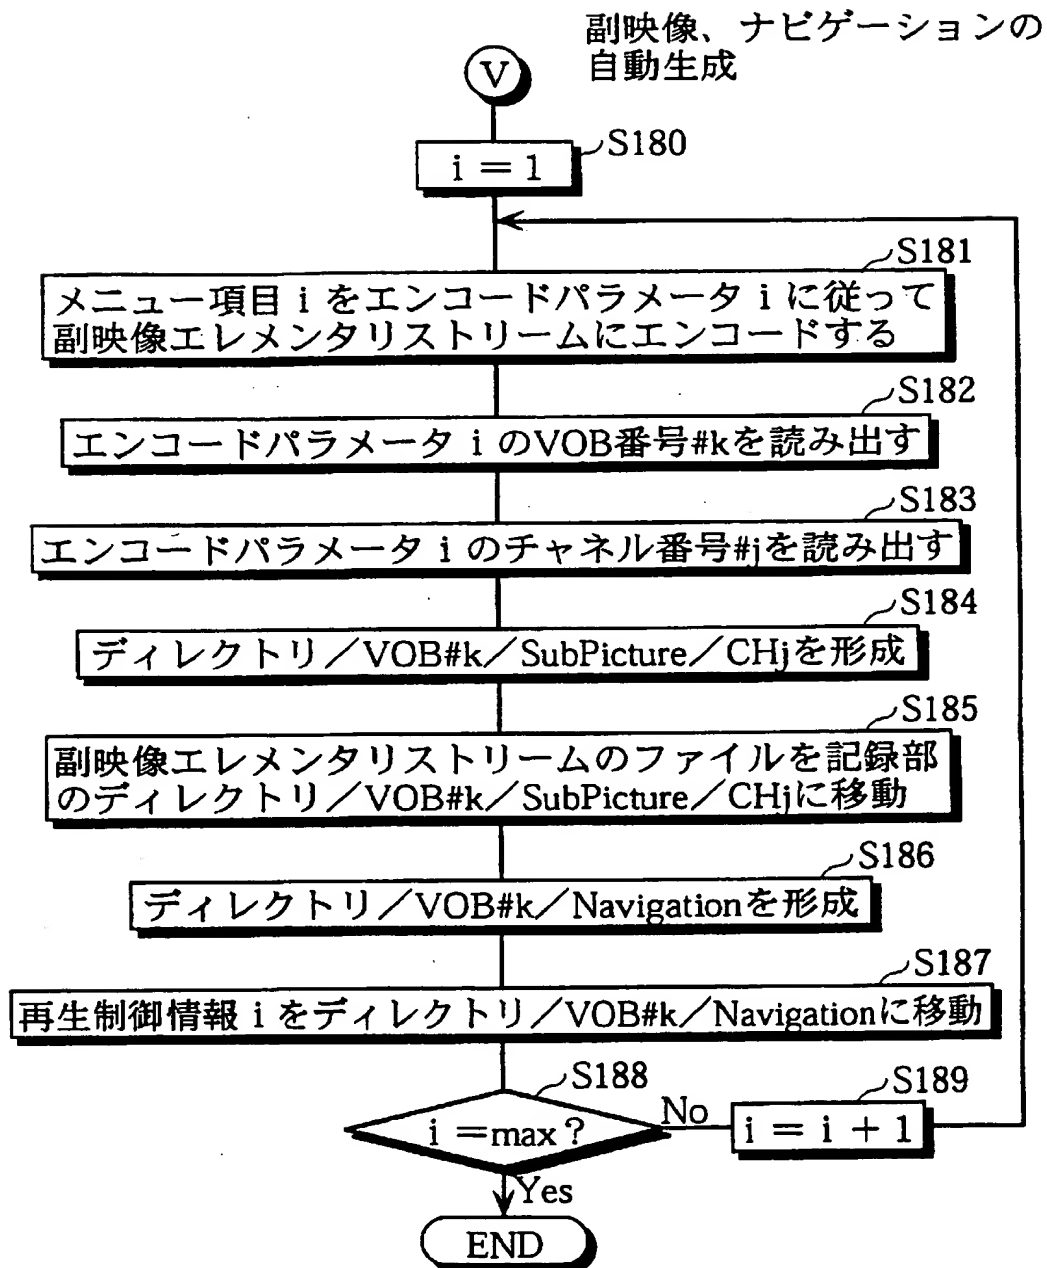 副映像、ナビゲーションの
自動生成
V
S180
i = 1
S181
メニュー項目 i をエンコードパラメータ i に従って
副映像エレメンタリストリームにエンコードする
S182
エンコードパラメータ i のVOB番号#kを読み出す
S183
エンコードパラメータ i のチャネル番号#jを読み出す
S184
ディレクトリ／VOB#k／SubPicture／CHjを形成
S185
副映像エレメンタリストリームのファイルを記録部
のディレクトリ／VOB#k／SubPicture／CHjに移動
S186
ディレクトリ／VOB#k／Navigationを形成
S187
再生制御情報 i をディレクトリ／VOB#k／Navigationに移動
S188
i =max？
No
S189
i = i + 1
Yes
END